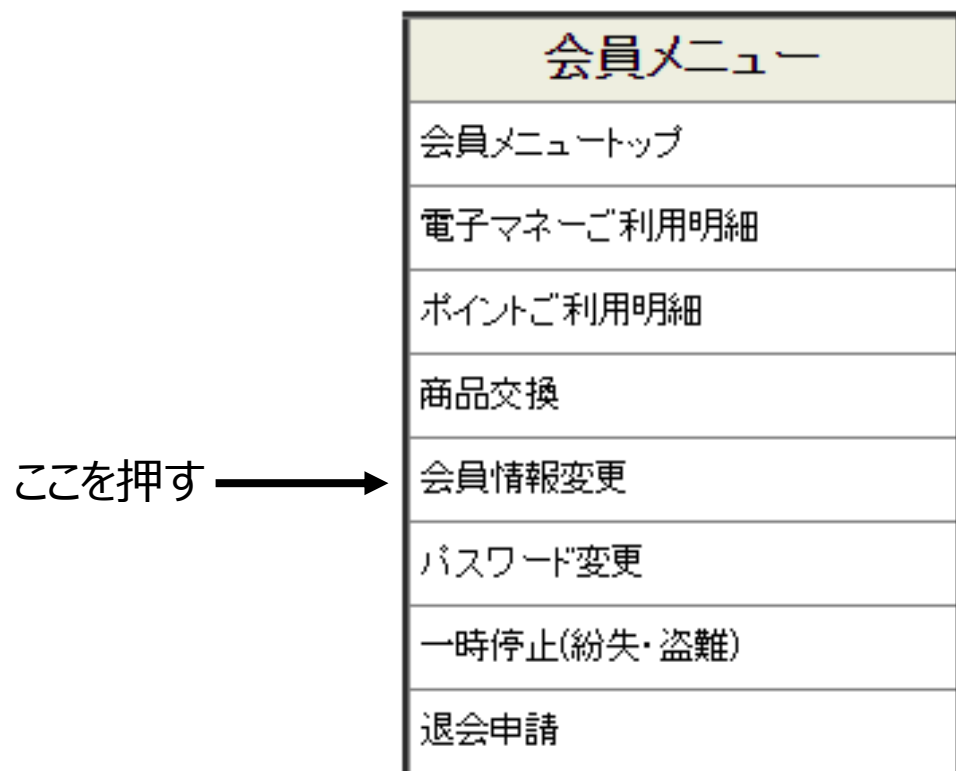 会員メニュー
会員メニュートップ
電子マネーご利用明細
ポイントご利用明細
商品交換
ここを押す
会員情報変更
パスワード変更
一時停止(紛失・盗難)
退会申請